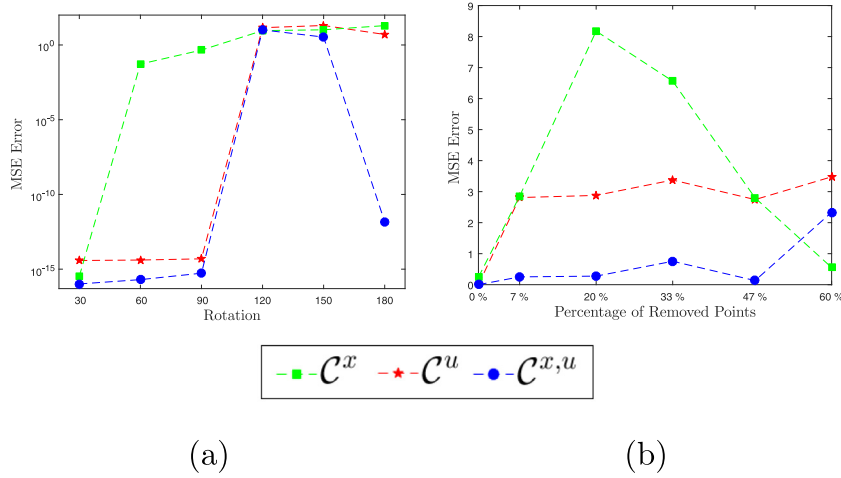 MSE Error
10^0
10^-5
10^-10
10^-15
30 60 90 120 150 180
Rotation
MSE Error
9
8
7
6
5
4
3
2
1
0
0 % 7 % 20 % 33 % 47 % 60 %
Percentage of Removed Points
C^x C^u C^{x,u}
(a) (b)